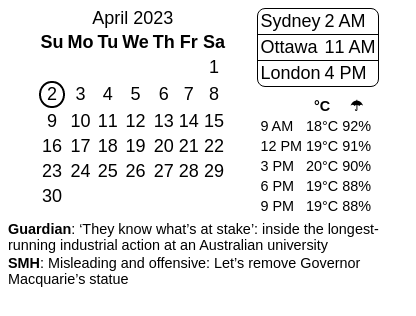 April 2023
Su Mo Tu We Th Fr Sa
1
2 3 4 5 6 7 8
9 10 11 12 13 14 15
16 17 18 19 20 21 22
23 24 25 26 27 28 29
30
Sydney 2 AM
Ottawa 11 AM
London 4 PM
°C ☂
9 AM 18°C 92%
12 PM 19°C 91%
3 PM 20°C 90%
6 PM 19°C 88%
9 PM 19°C 88%
Guardian: ‘They know what’s at stake’: inside the longest-
running industrial action at an Australian university
SMH: Misleading and offensive: Let’s remove Governor
Macquarie’s statue